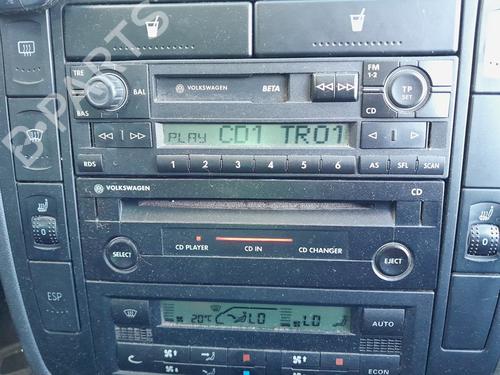 B-PARTS
TRE
BAL
BAS
VOLKSWAGEN
BETA
FM
1-2
CD
TP
SET
PLAY CD1 TR01
RDS
1 2 3 4 5 6
AS SFL SCAN
VOLKSWAGEN
CD
SELECT
CD PLAYER
CD IN
CD CHANGER
EJECT
0
0
ESP
20°C
LO
LO
AUTO
ECON